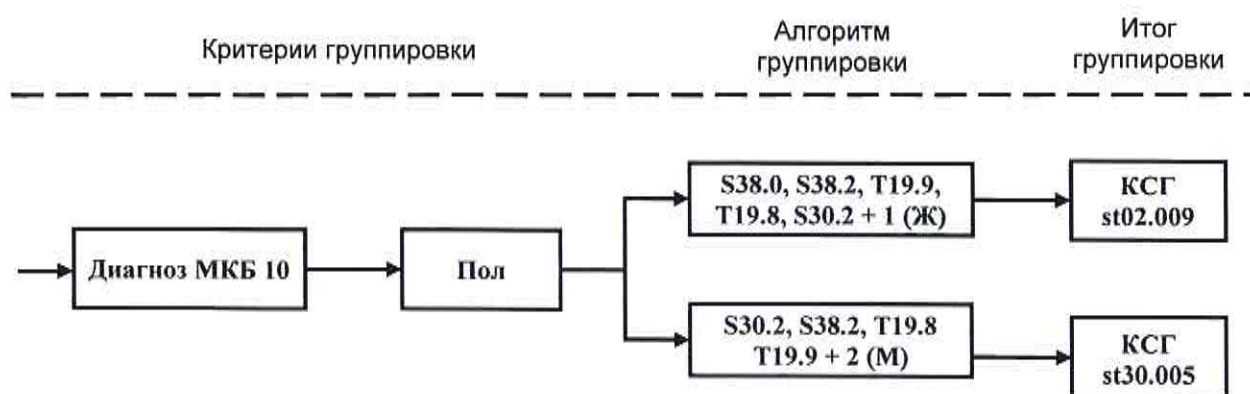 Критерии группировки
Алгоритм
группировки
Итог
группировки
Диагноз МКБ 10
Пол
S38.0, S38.2, T19.9,
T19.8, S30.2 + 1 (Ж)
КСГ
st02.009
S30.2, S38.2, T19.8
T19.9 + 2 (М)
КСГ
st30.005